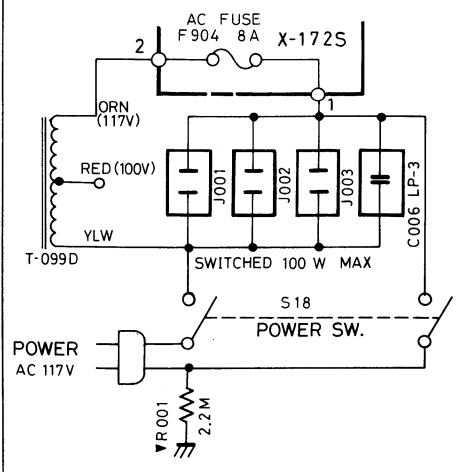 AC FUSE
F904 8A
X-172S
2
1
ORN
(117V)
RED (100V)
YLW
T-099D
J001
J002
J003
C006 LP-3
SWITCHED 100 W MAX
S18
POWER SW.
POWER
AC 117V
▼R001
2.2M